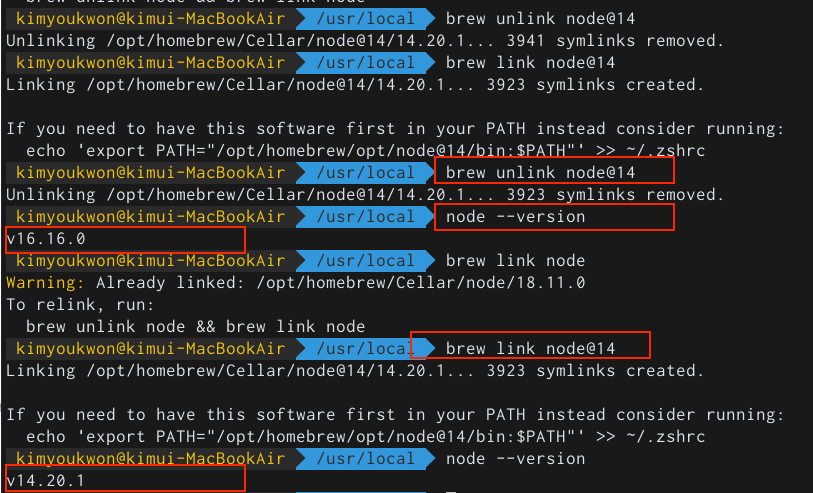 brew unlink node && brew link node
kimyoukwon@kimui-MacBookAir /usr/local brew unlink node@14
Unlinking /opt/homebrew/Cellar/node@14/14.20.1... 3941 symlinks removed.
kimyoukwon@kimui-MacBookAir /usr/local brew link node@14
Linking /opt/homebrew/Cellar/node@14/14.20.1... 3923 symlinks created.
If you need to have this software first in your PATH instead consider running:
echo 'export PATH="/opt/homebrew/opt/node@14/bin:$PATH"' >> ~/.zshrc
kimyoukwon@kimui-MacBookAir /usr/local brew unlink node@14
Unlinking /opt/homebrew/Cellar/node@14/14.20.1... 3923 symlinks removed.
kimyoukwon@kimui-MacBookAir /usr/local node --version
v16.16.0
kimyoukwon@kimui-MacBookAir /usr/local brew link node
Warning: Already linked: /opt/homebrew/Cellar/node/18.11.0
To relink, run:
brew unlink node && brew link node
kimyoukwon@kimui-MacBookAir /usr/local brew link node@14
Linking /opt/homebrew/Cellar/node@14/14.20.1... 3923 symlinks created.
If you need to have this software first in your PATH instead consider running:
echo 'export PATH="/opt/homebrew/opt/node@14/bin:$PATH"' >> ~/.zshrc
kimyoukwon@kimui-MacBookAir /usr/local node --version
v14.20.1